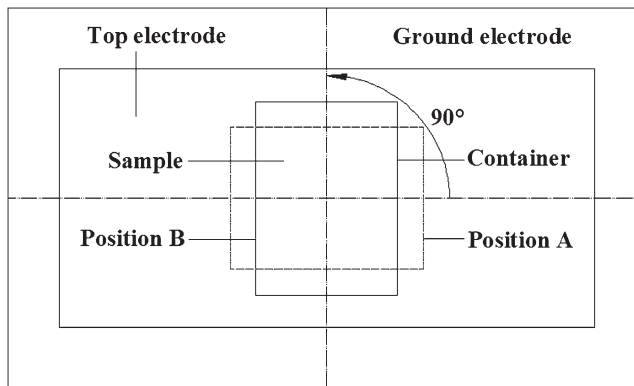 Top electrode
Ground electrode
90°
Sample
Container
Position B
Position A